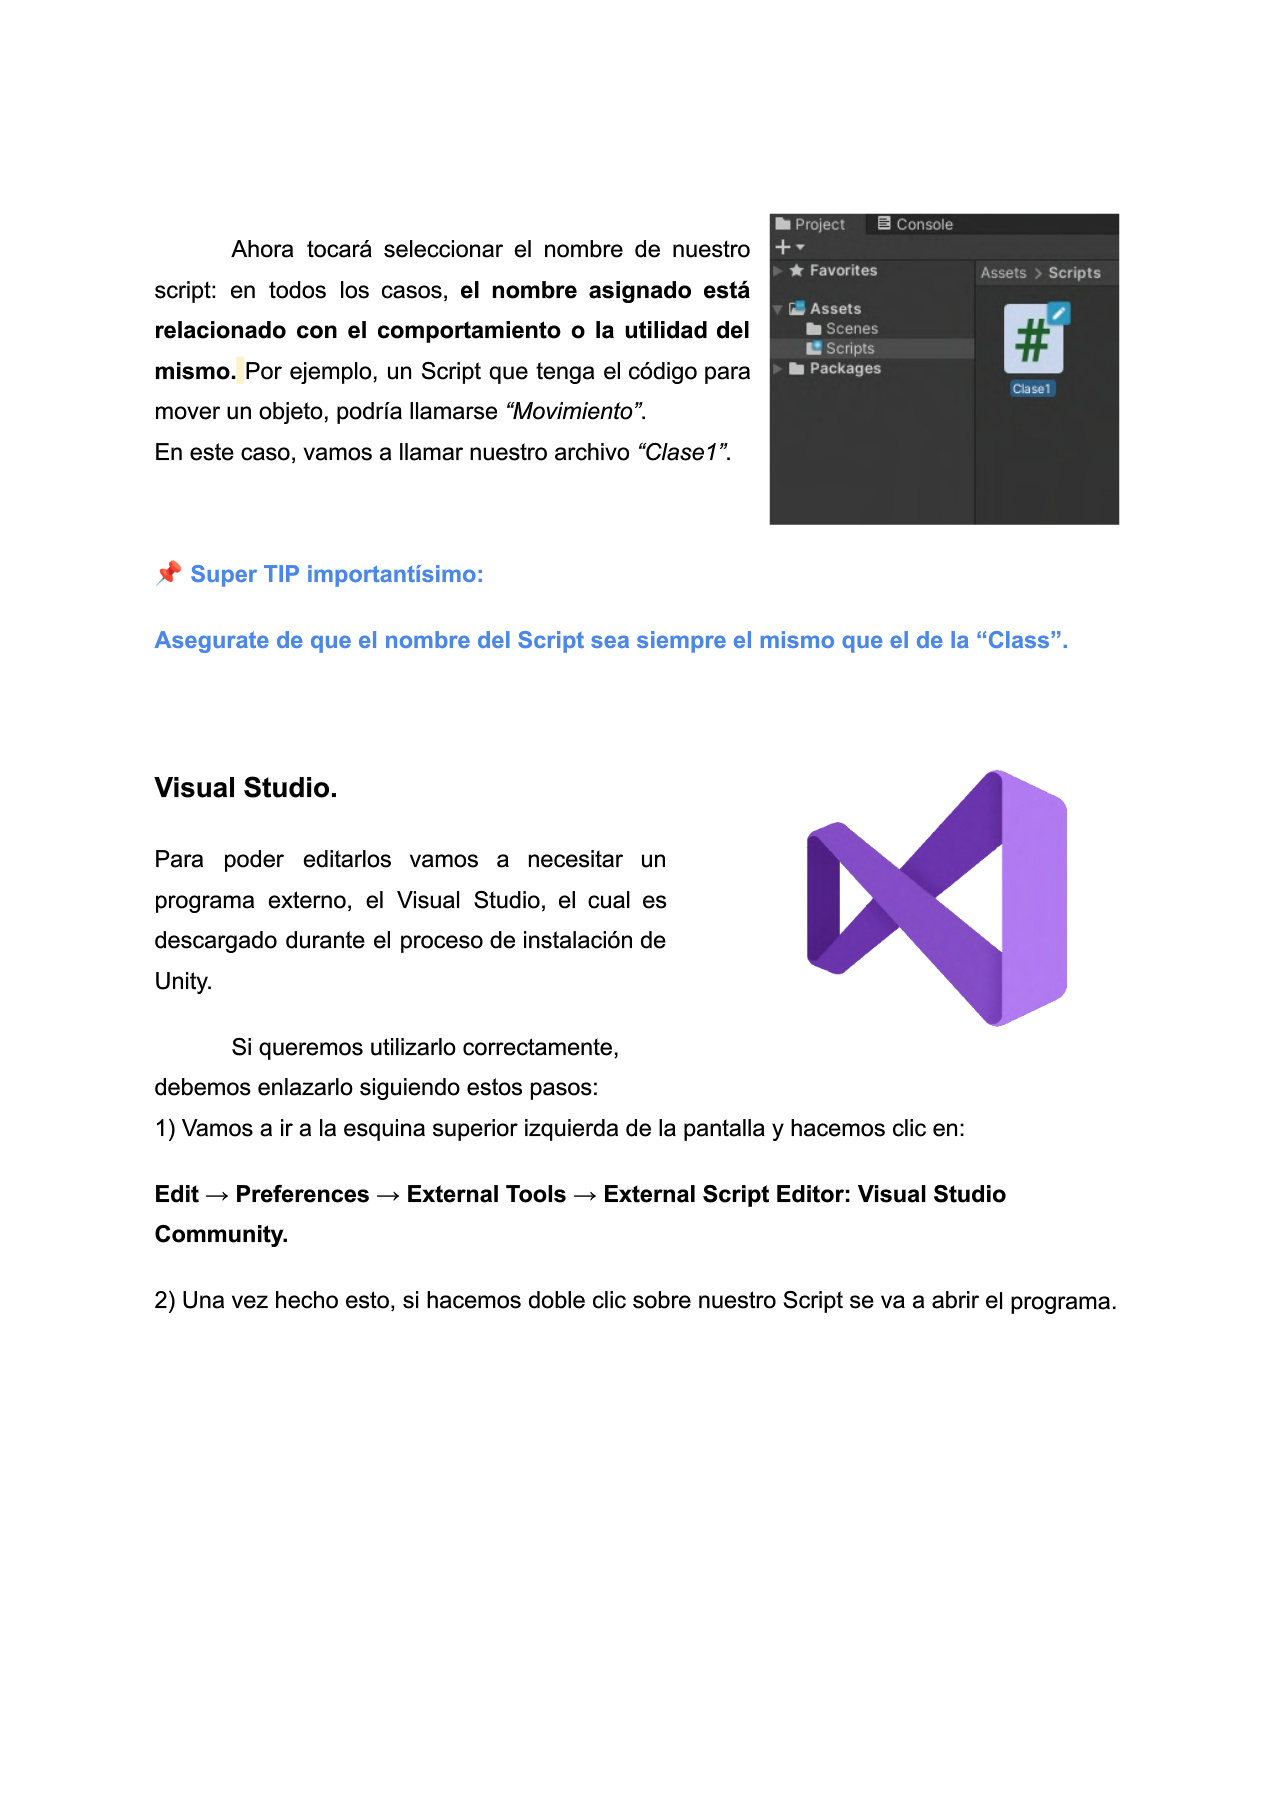 Ahora tocará seleccionar el nombre de nuestro
script: en todos los casos, el nombre asignado está
relacionado con el comportamiento o la utilidad del
mismo. Por ejemplo, un Script que tenga el código para
mover un objeto, podría llamarse “Movimiento”.
En este caso, vamos a llamar nuestro archivo “Clase1”.
Project
Console
Favorites
Assets
Scenes
Scripts
Packages
Assets > Scripts
#
Clase1
📌 Super TIP importantísimo:
Asegurate de que el nombre del Script sea siempre el mismo que el de la “Class”.
Visual Studio.
Para poder editarlos vamos a necesitar un
programa externo, el Visual Studio, el cual es
descargado durante el proceso de instalación de
Unity.
Si queremos utilizarlo correctamente,
debemos enlazarlo siguiendo estos pasos:
1) Vamos a ir a la esquina superior izquierda de la pantalla y hacemos clic en:
Edit → Preferences → External Tools → External Script Editor: Visual Studio
Community.
2) Una vez hecho esto, si hacemos doble clic sobre nuestro Script se va a abrir el programa.